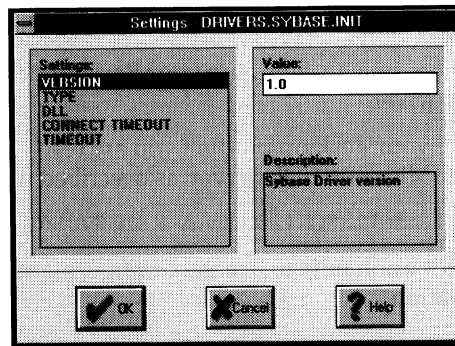 Settings DRIVERS.SYBASE.INIT
Settings:
VERSION
TYPE
DLL
CONNECT TIMEOUT
TIMEOUT
Value:
1.0
Description:
Sybase Driver version
OK
Cancel
Help